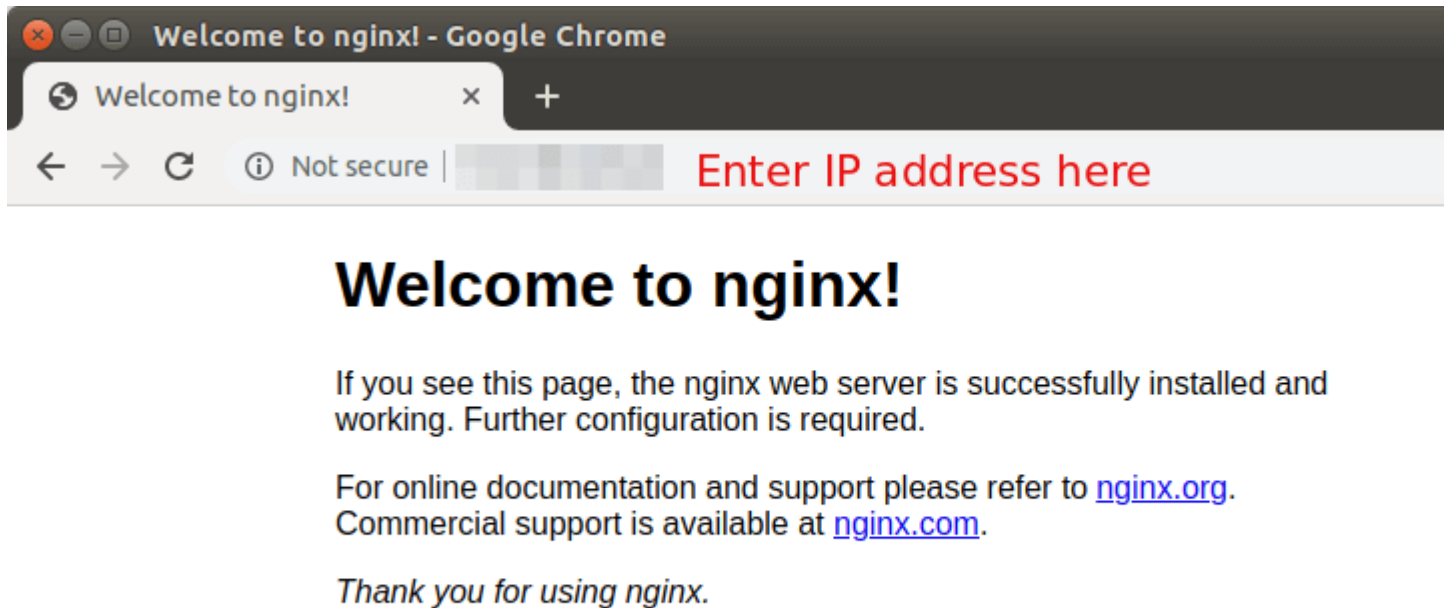 Welcome to nginx! - Google Chrome
Welcome to nginx!
Not secure | Enter IP address here
Welcome to nginx!
If you see this page, the nginx web server is successfully installed and
working. Further configuration is required.
For online documentation and support please refer to nginx.org.
Commercial support is available at nginx.com.
Thank you for using nginx.